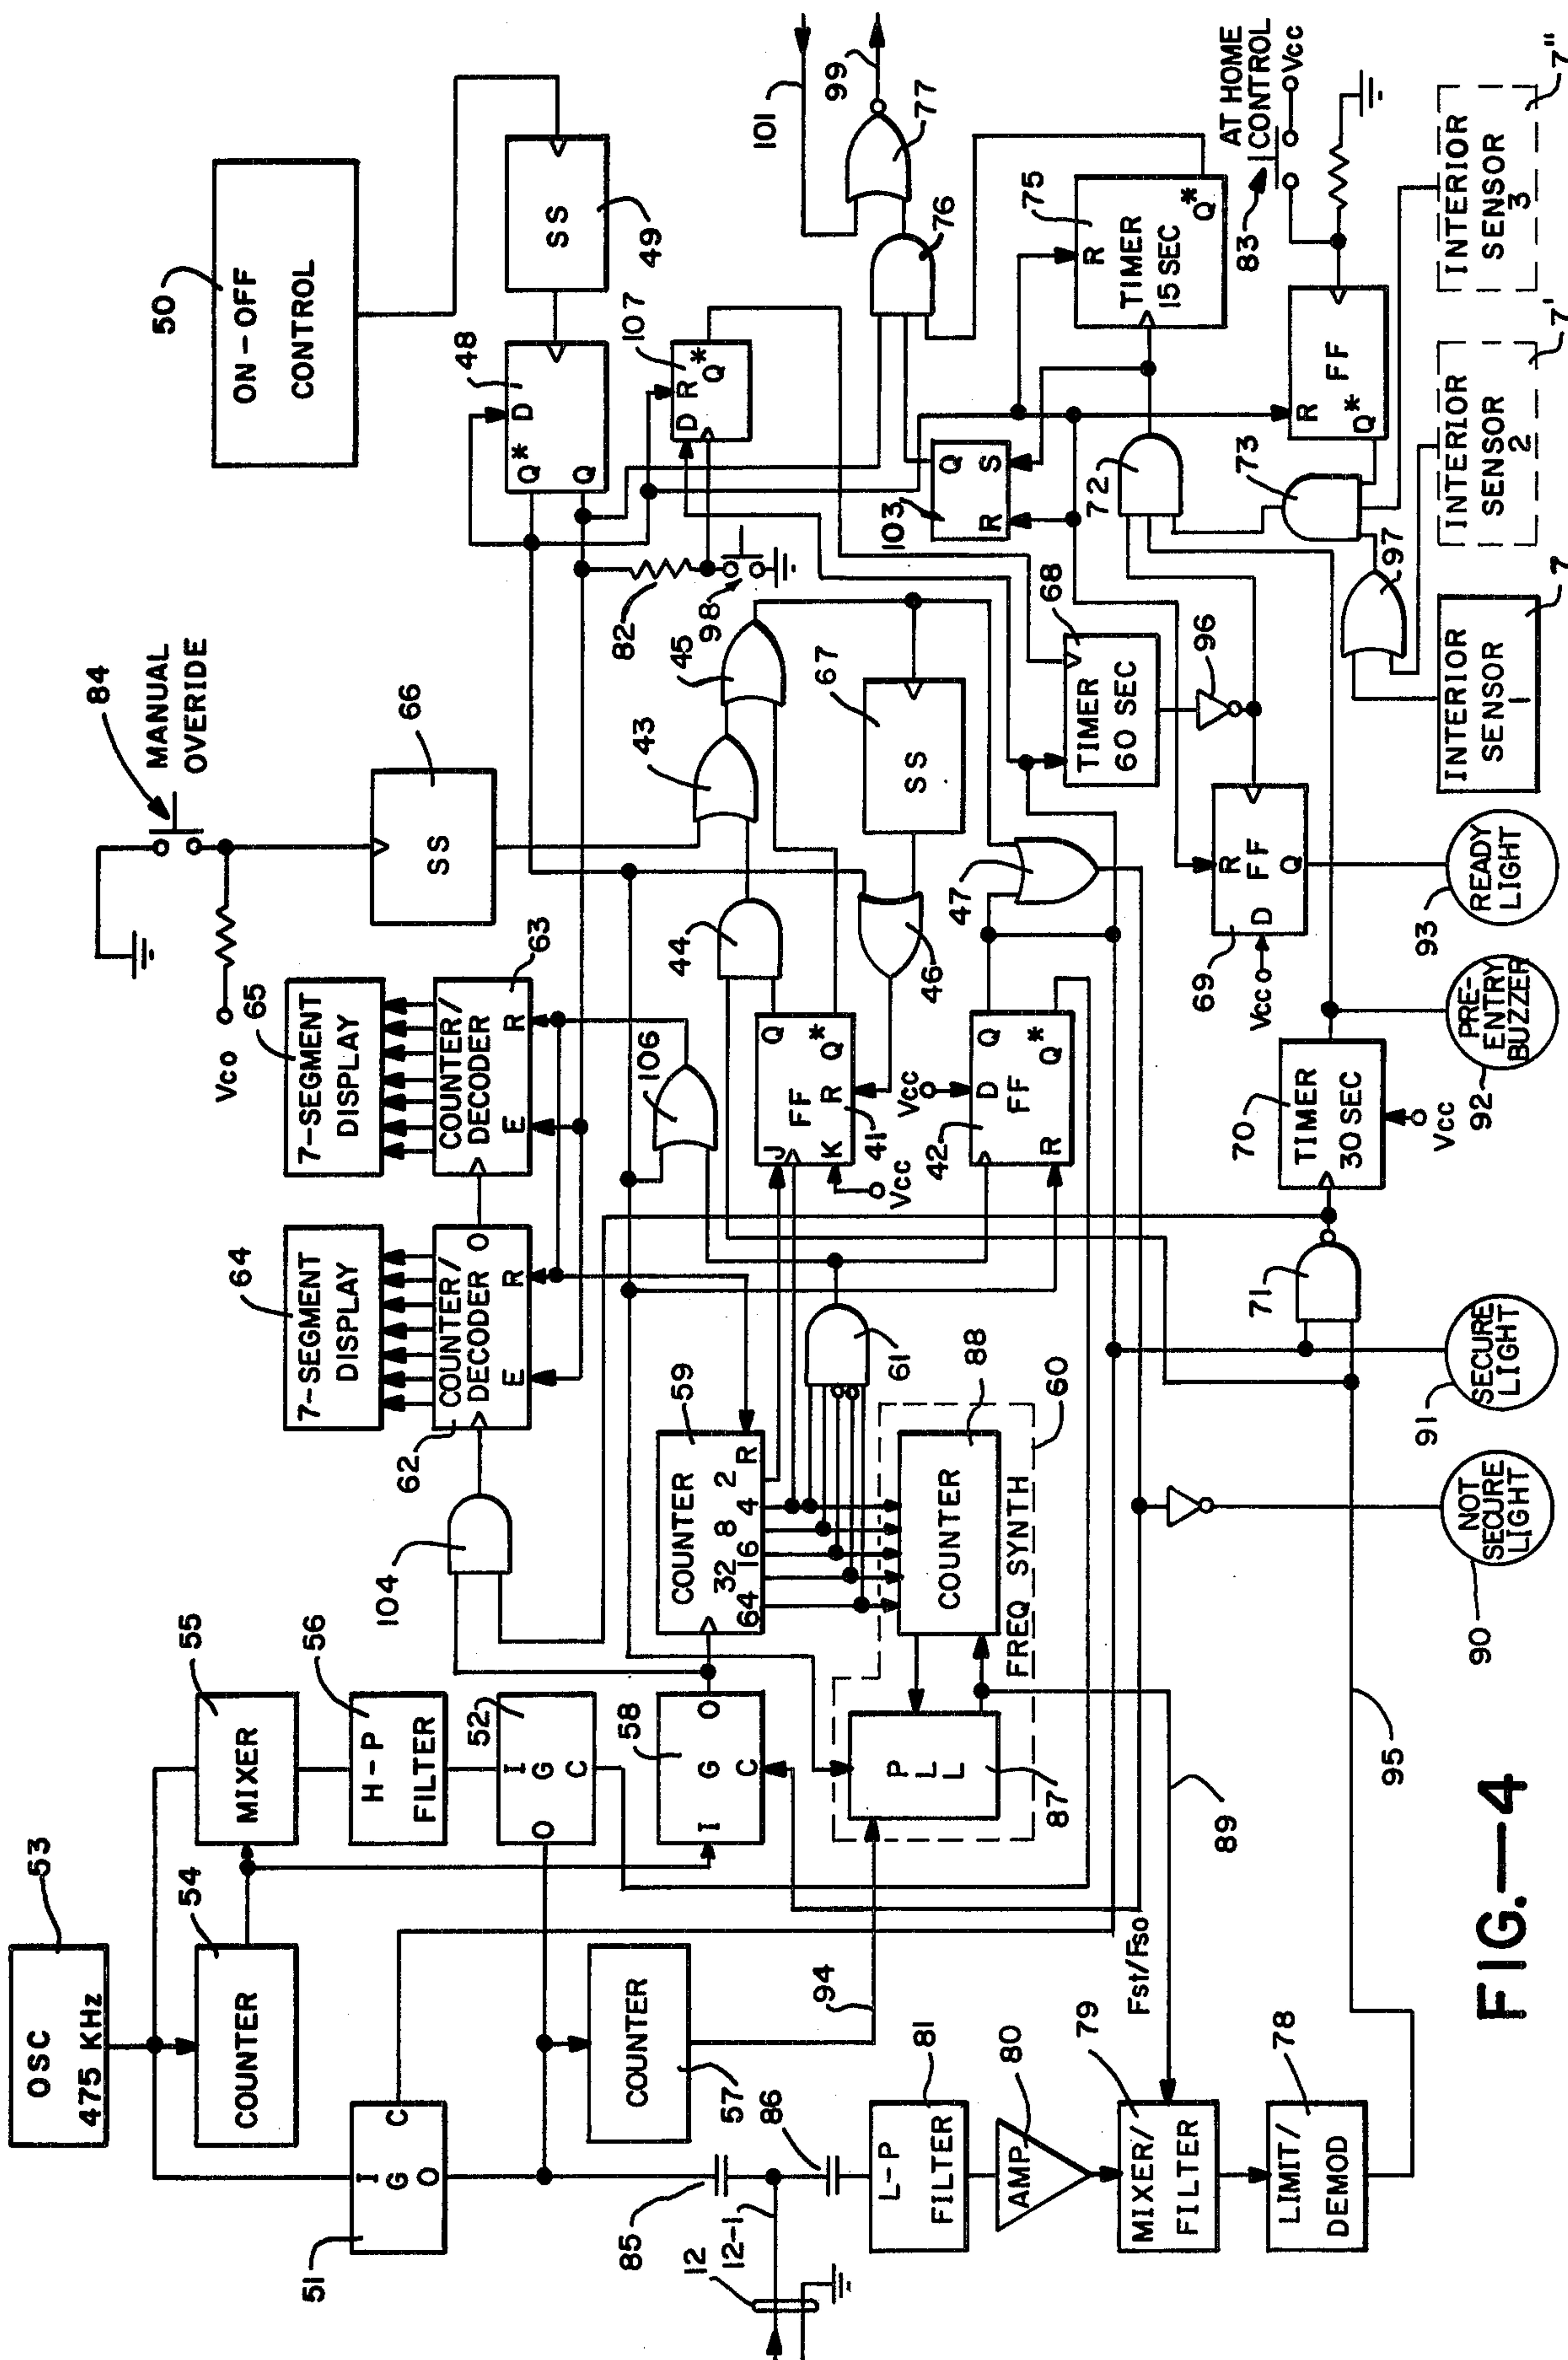 50
ON-OFF
CONTROL
SS
49
48
D
Q*
Q
107
D R
Q*
101
99
77
76
75
R
TIMER
15 SEC
Q*
AT HOME
CONTROL
83
Vcc
103
Q
S
R
72
73
R
FF
Q*
97
INTERIOR
SENSOR
1
7
INTERIOR
SENSOR
2
7'
INTERIOR
SENSOR
3
7"
84
MANUAL
OVERIDE
Vco
66
SS
82
98
45
43
44
67
SS
46
47
68
TIMER
60 SEC
96
R
D FF
Q
69
Vcc
93
READY
LIGHT
92
PRE-
ENTRY
BUZZER
70
TIMER
30 SEC
Vcc
65
7-SEGMENT
DISPLAY
63
COUNTER/
DECODER
E R
64
7-SEGMENT
DISPLAY
62
COUNTER/
DECODER O
E R
106
J Q
FF
K R Q*
41
Vcc
Vcc
D Q
FF
R Q*
42
71
91
SECURE
LIGHT
90
NOT
SECURE
LIGHT
104
59
COUNTER
64 32 16 8 4 2 R
61
88
COUNTER
60
FREQ SYNTH
PLL
87
53
OSC
475 KHz
54
COUNTER
55
MIXER
56
H-P
FILTER
52
I
O G
C
58
I G O
C
51
I
G C
O
COUNTER
57
94
89
95
85
86
12
12-1
81
L-P
FILTER
80
AMP
79
Fst/Fso
MIXER/
FILTER
78
LIMIT/
DEMOD
FIG.—4